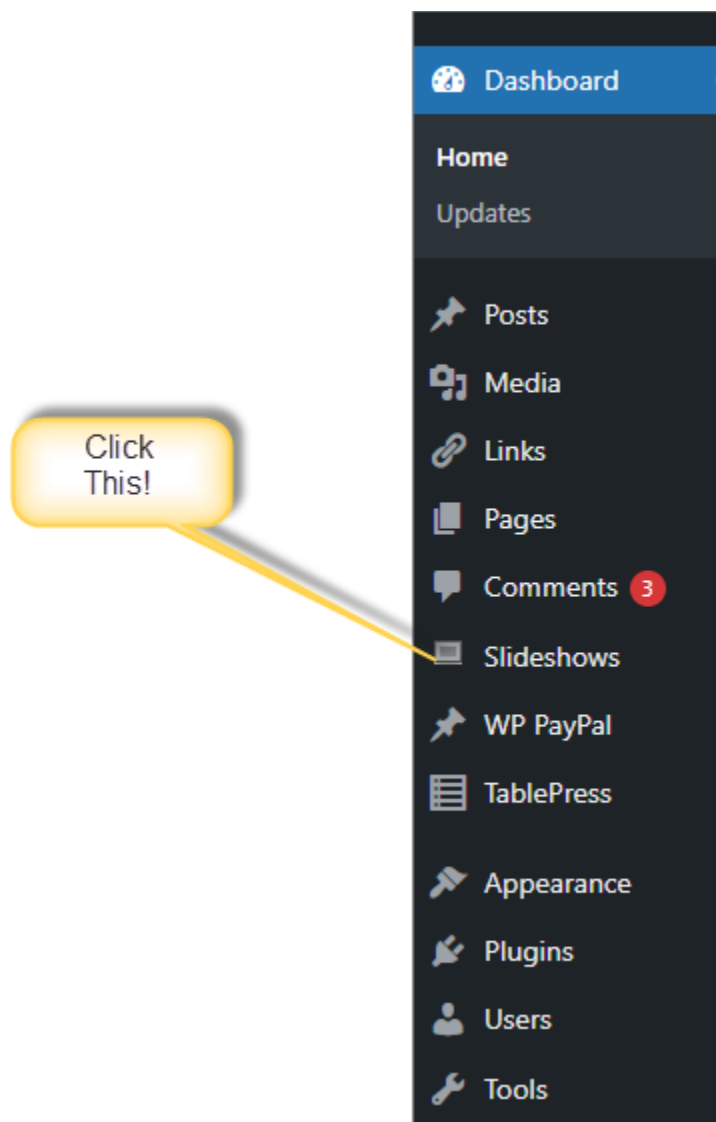 Dashboard
Home
Updates
Posts
Media
Click
This!
Links
Pages
Comments 3
Slideshows
WP PayPal
TablePress
Appearance
Plugins
Users
Tools